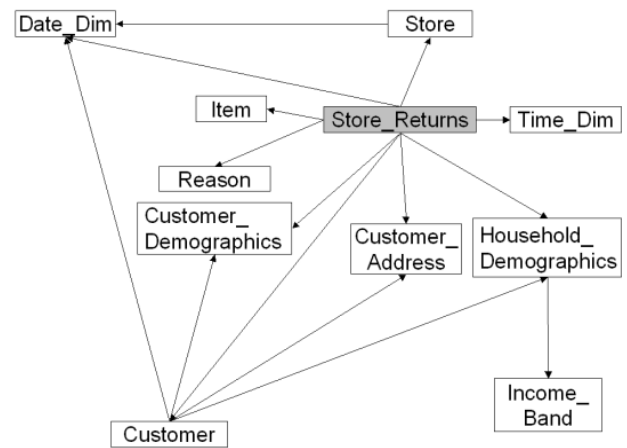 Date_Dim
Store
Item
Store_Returns
Time_Dim
Reason
Customer_
Demographics
Customer_
Address
Household_
Demographics
Income_
Band
Customer